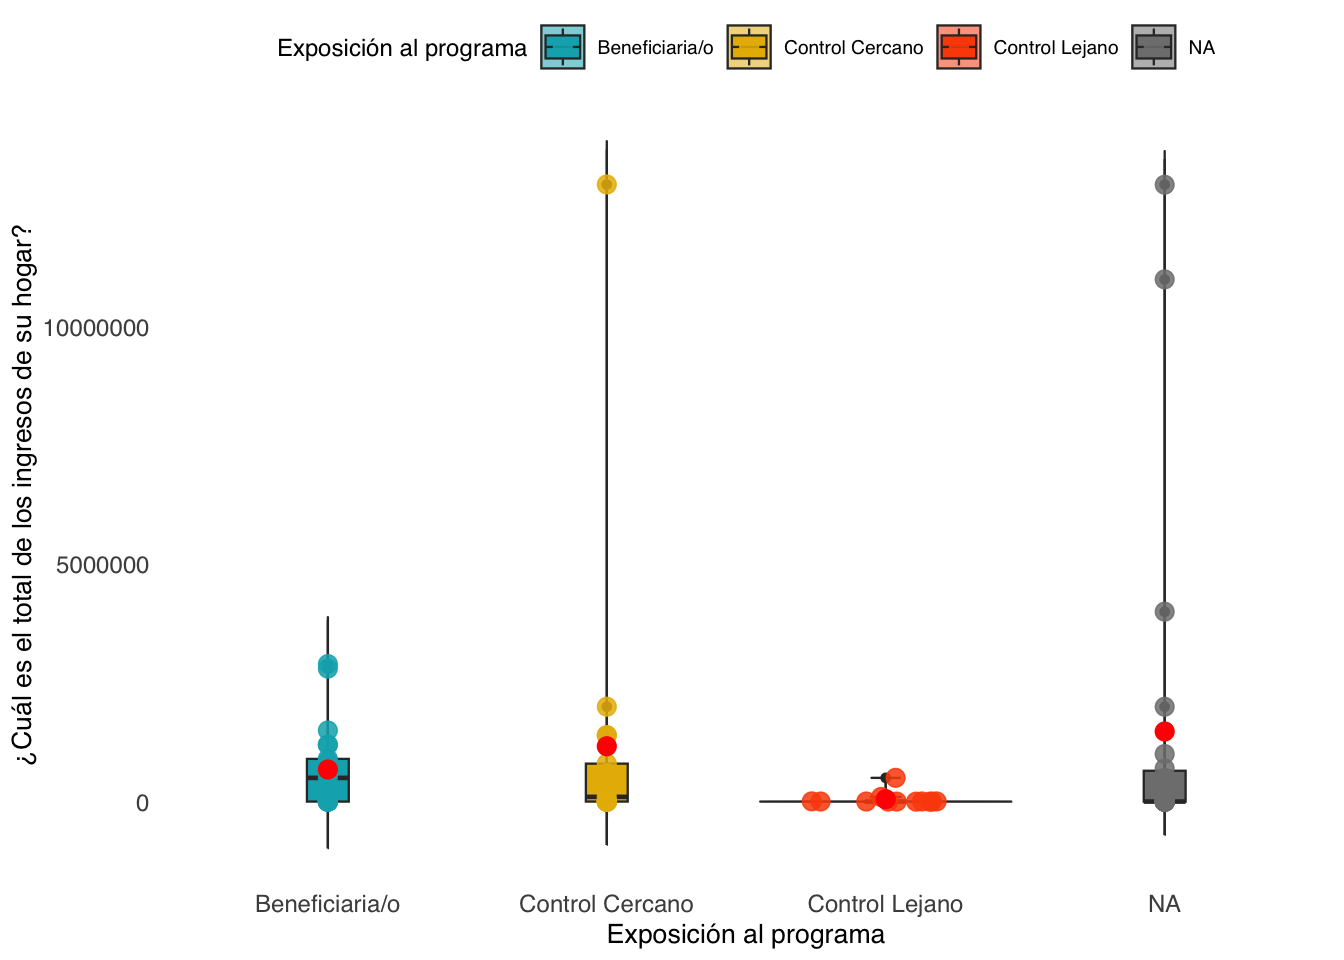 Exposición al programa Beneficiaria/o Control Cercano Control Lejano NA
¿Cuál es el total de los ingresos de su hogar?
10000000
5000000
0
Beneficiaria/o Control Cercano Control Lejano NA
Exposición al programa